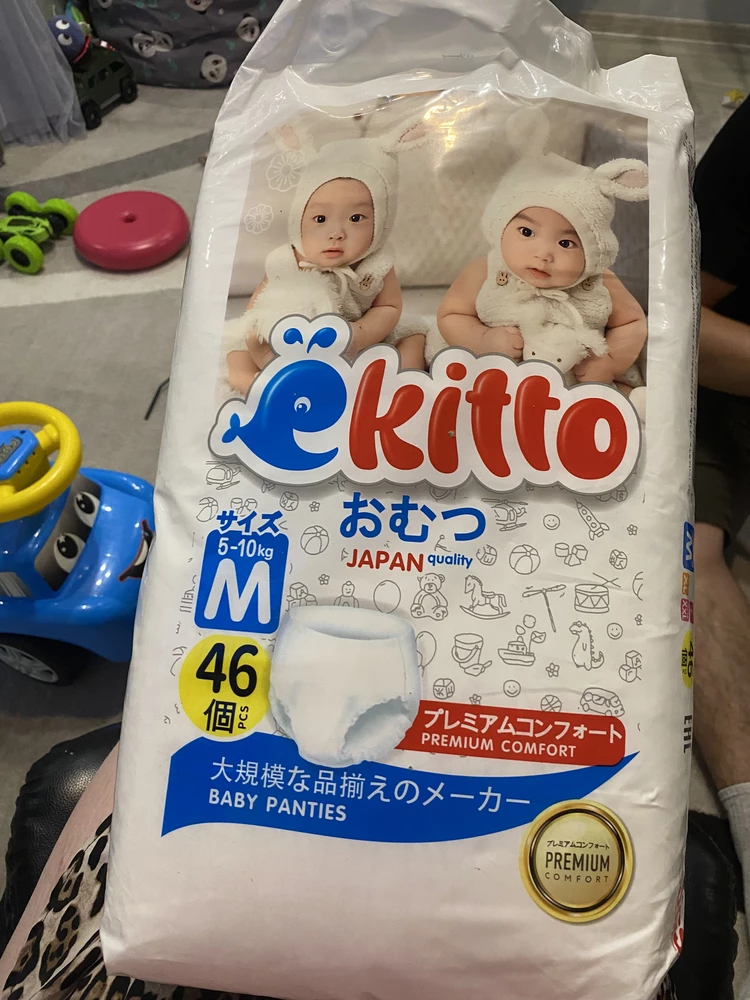 ekitto
おむつ
JAPAN quality
サイズ
5-10kg
M
46
個 PCS
プレミアムコンフォート
PREMIUM COMFORT
大規模な品揃えのメーカー
BABY PANTIES
プレミアムコンフォート
PREMIUM
COMFORT
M
XXL
EAC